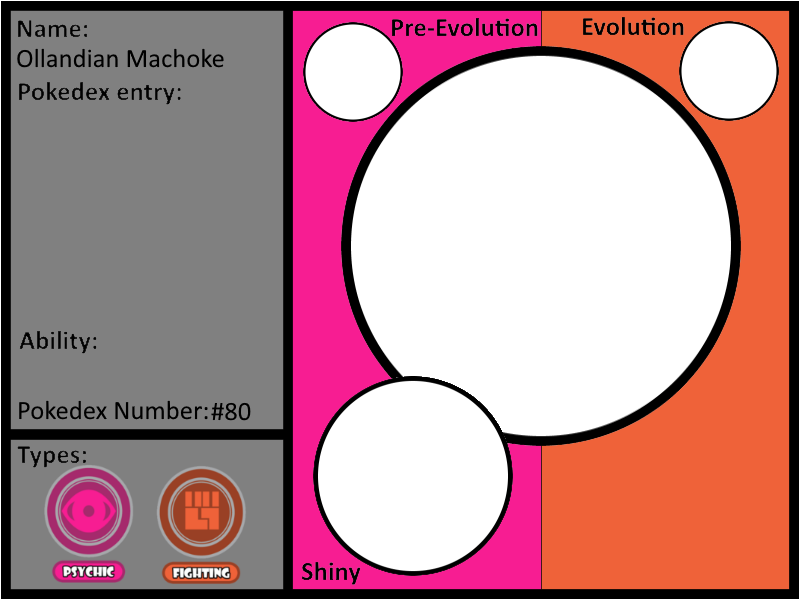 Name:
Ollandian Machoke
Pokedex entry:
Ability:
Pokedex Number:#80
Types:
PSYCHIC
FIGHTING
Pre-Evolution
Evolution
Shiny